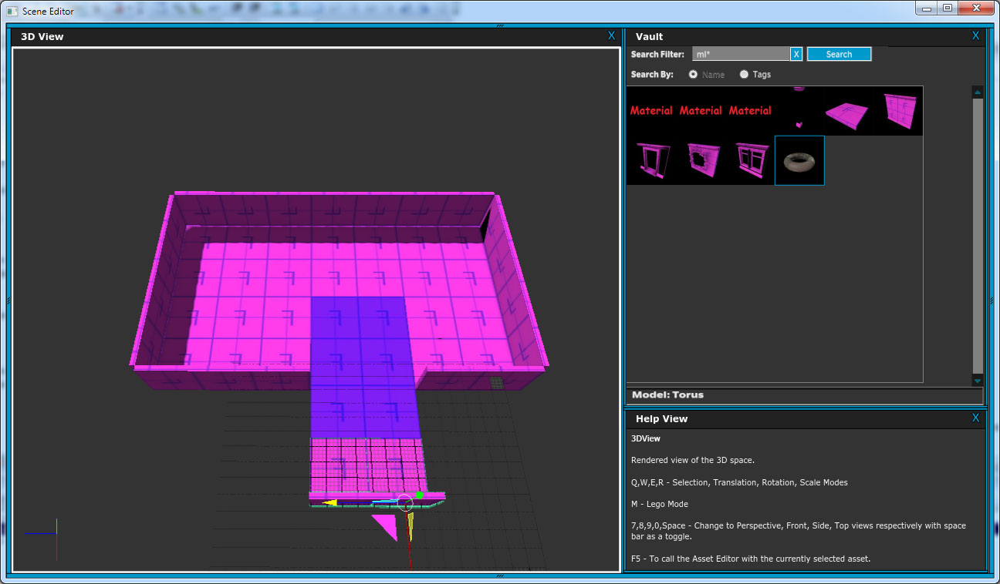 Scene Editor
3D View
X
Vault
X
Search Filter:
ml*
X
Search
Search By:
Name
Tags
Material
Material
Material
Model: Torus
Help View
X
3DView
Rendered view of the 3D space.
Q,W,E,R - Selection, Translation, Rotation, Scale Modes
M - Lego Mode
7,8,9,0,Space - Change to Perspective, Front, Side, Top views respectively with space
bar as a toggle.
F5 - To call the Asset Editor with the currently selected asset.